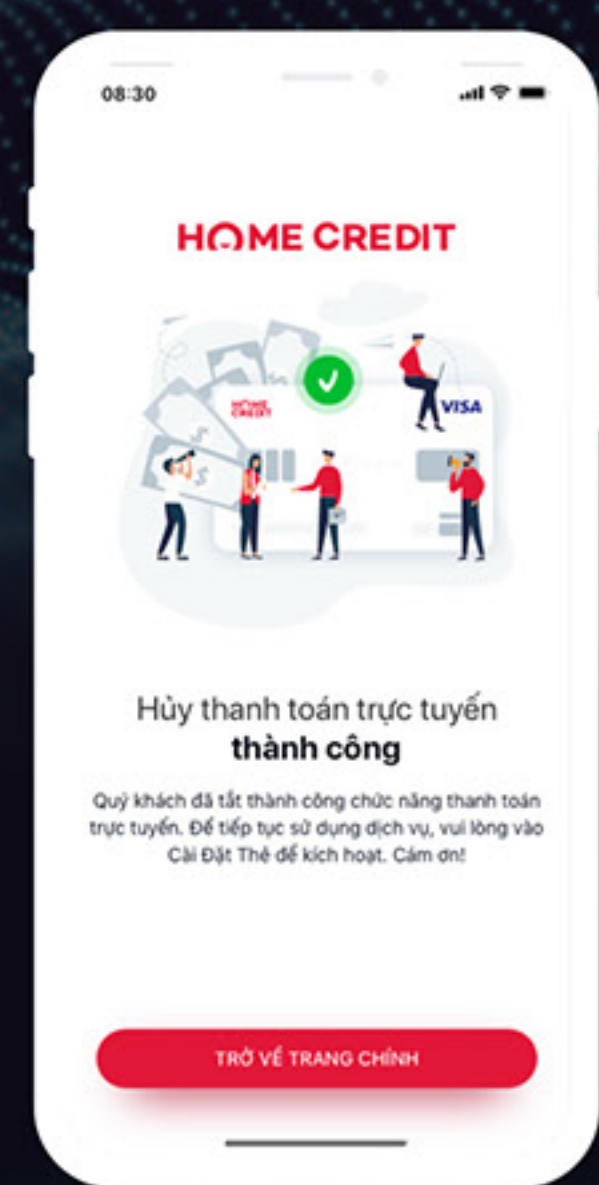 08:30
HOME CREDIT
HOME
CREDIT
VISA
Hủy thanh toán trực tuyến
thành công
Quý khách đã tắt thành công chức năng thanh toán
trực tuyến. Để tiếp tục sử dụng dịch vụ, vui lòng vào
Cài Đặt Thẻ để kích hoạt. Cám ơn!
TRỞ VỀ TRANG CHÍNH